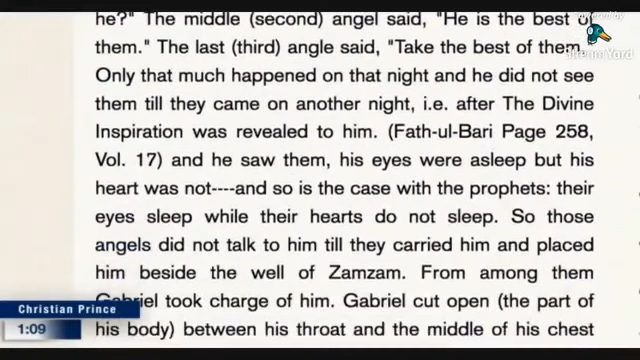 he?" The middle (second) angel said, "He is the best of
them." The last (third) angle said, "Take the best of them."
Only that much happened on that night and he did not see
them till they came on another night, i.e. after The Divine
Inspiration was revealed to him. (Fath-ul-Bari Page 258,
Vol. 17) and he saw them, his eyes were asleep but his
heart was not----and so is the case with the prophets: their
eyes sleep while their hearts do not sleep. So those
angels did not talk to him till they carried him and placed
him beside the well of Zamzam. From among them
Gabriel took charge of him. Gabriel cut open (the part of
his body) between his throat and the middle of his chest
Powered by
StreamYard
Christian Prince
1:09